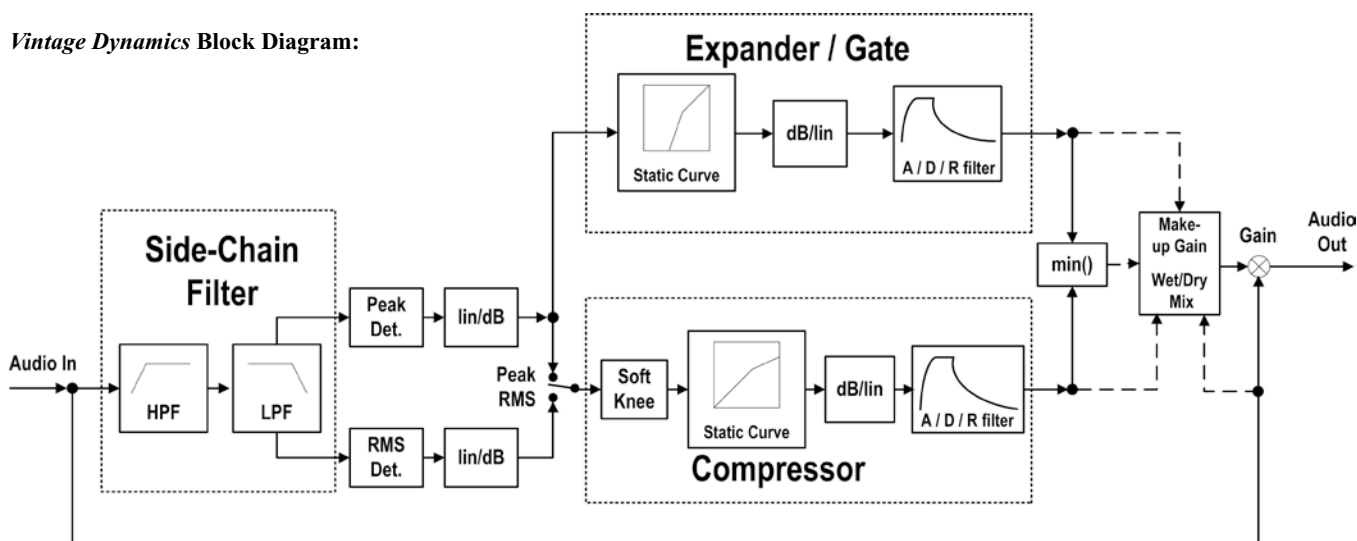 Vintage Dynamics Block Diagram:
Expander / Gate
Static Curve
dB/lin
A / D / R filter
Side-Chain
Filter
Audio In
HPF
LPF
Peak
Det.
lin/dB
RMS
Det.
lin/dB
Peak
RMS
Soft
Knee
Static Curve
dB/lin
A / D / R filter
Compressor
min()
Make-
up Gain
Wet/Dry
Mix
Gain
Audio
Out